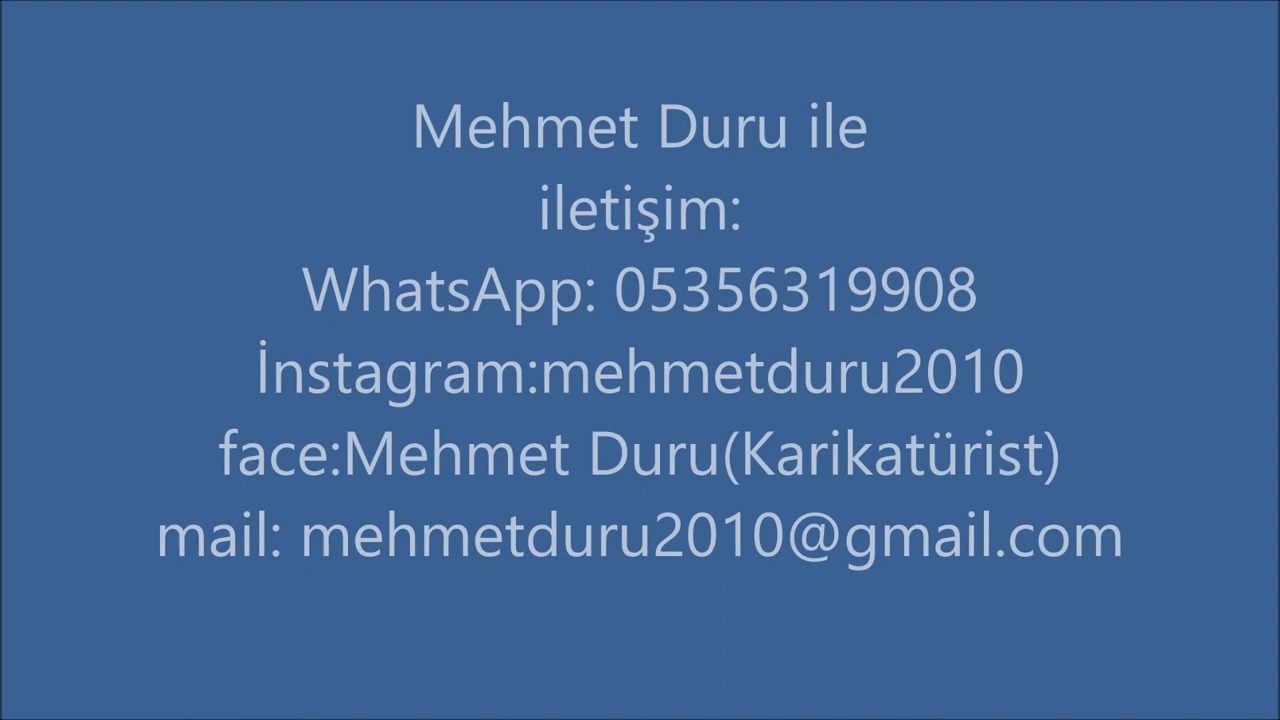 Mehmet Duru ile
iletişim:
WhatsApp: 05356319908
İnstagram:mehmetduru2010
face:Mehmet Duru(Karikatürist)
mail: mehmetduru2010@gmail.com